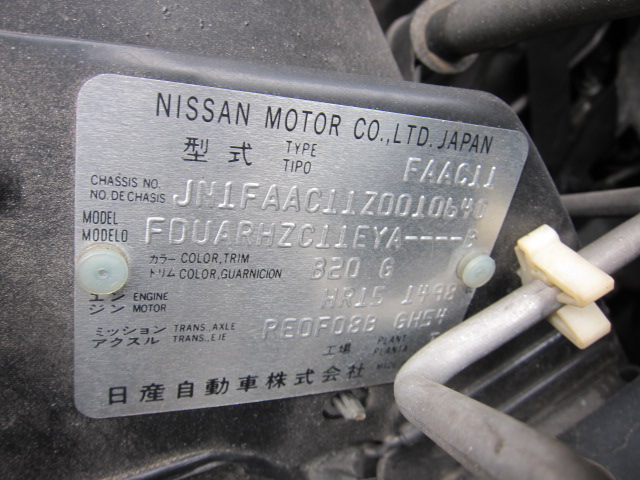 NISSAN MOTOR CO.,LTD. JAPAN
型式 TYPE TIPO FAAC11
CHASSIS NO. NO.DE CHASIS JN1FAAC11Z0010640
MODEL MODELO FDUARHZC11EYA----C
カラー COLOR,TRIM トリム COLOR,GUARNICION B20 G
エンジン ENGINE MOTOR HR15 1498
ミッション TRANS.,AXLE アクスル TRANS.,EJE RE0F08B GH54
工場 PLANT PLANTA
日産自動車株式会社